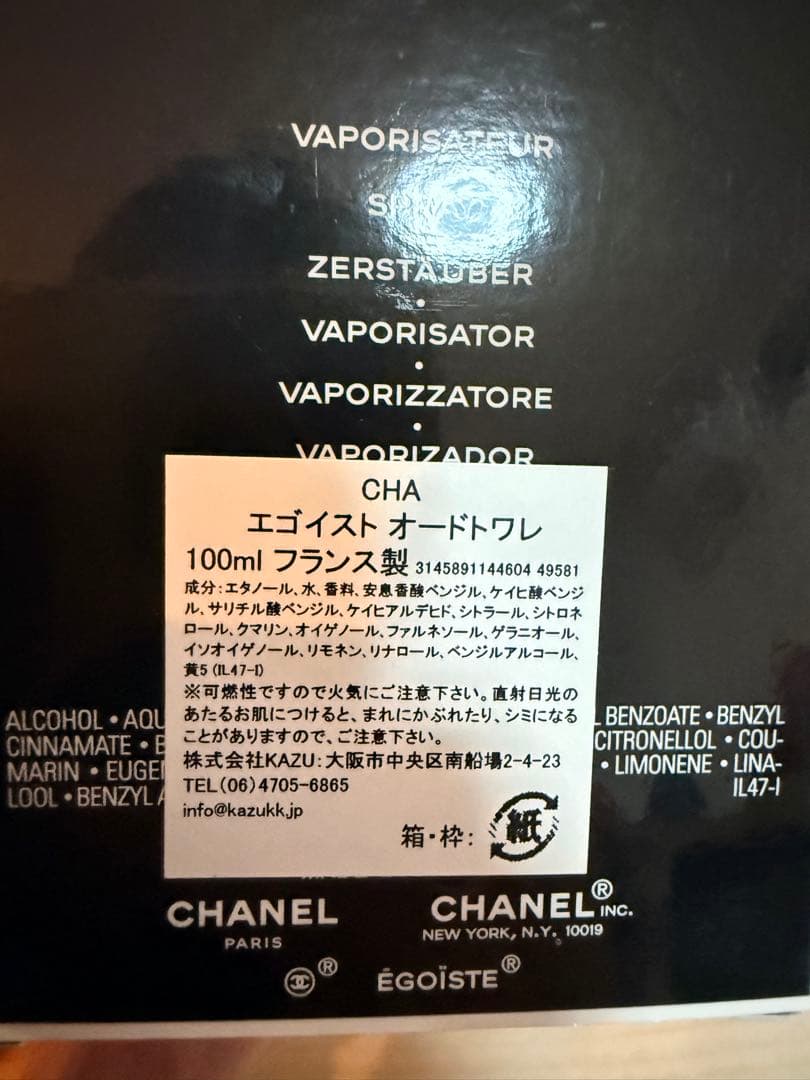 VAPORISATEUR
ZERSTÄUBER
•
VAPORISATOR
•
VAPORIZZATORE
•
VAPORIZADOR
CHA
エゴイスト オードトワレ
100ml フランス製 3145891144604 49581
成分:エタノール、水、香料、安息香酸ベンジル、ケイヒ酸ベンジ
ル、サリチル酸ベンジル、ケイヒアルデヒド、シトラール、シトロネ
ロール、クマリン、オイゲノール、ファルネソール、ゲラニオール、
イソオイゲノール、リモネン、リナロール、ベンジルアルコール、
黄5 (IL47-I)
※可燃性ですので火気にご注意下さい。直射日光の
あたるお肌につけると、まれにかぶれたり、シミになる
ことがありますので、ご注意下さい。
株式会社KAZU:大阪市中央区南船場2-4-23
TEL(06)4705-6865
info@kazukk.jp
箱・枠: 紙
ALCOHOL • BENZOATE • BENZYL
CINNAMATE • CITRONELLOL • COU-
MARIN • • LIMONENE • LINA-
LOOL • BENZYL IL47-I
CHANEL CHANEL® INC.
PARIS NEW YORK, N.Y. 10019
® ÉGOÏSTE®